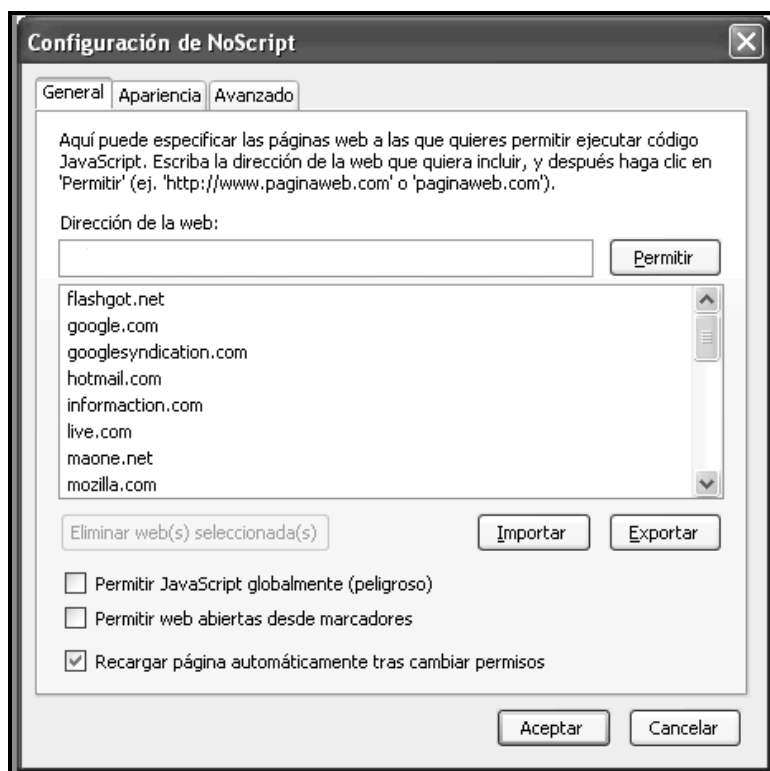 Configuración de NoScript
General Apariencia Avanzado
Aquí puede especificar las páginas web a las que quieres permitir ejecutar código
JavaScript. Escriba la dirección de la web que quiera incluir, y después haga clic en
'Permitir' (ej. 'http://www.paginaweb.com' o 'paginaweb.com').
Dirección de la web:
Permitir
flashgot.net
google.com
googlesyndication.com
hotmail.com
informaction.com
live.com
maone.net
mozilla.com
Eliminar web(s) seleccionada(s) Importar Exportar
Permitir JavaScript globalmente (peligroso)
Permitir web abiertas desde marcadores
Recargar página automáticamente tras cambiar permisos
Aceptar Cancelar